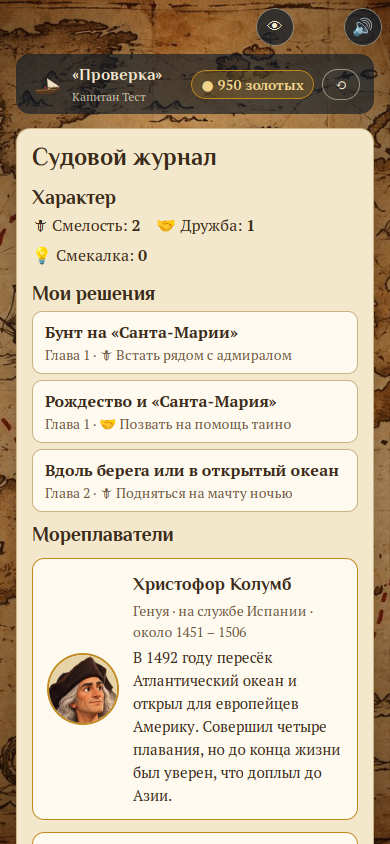 «Проверка»
Капитан Тест
950 золотых
Судовой журнал
Характер
Смелость: 2 Дружба: 1
Смекалка: 0
Мои решения
Бунт на «Санта-Марии»
Глава 1 · Встать рядом с адмиралом
Рождество и «Санта-Мария»
Глава 1 · Позвать на помощь таино
Вдоль берега или в открытый океан
Глава 2 · Подняться на мачту ночью
Мореплаватели
Христофор Колумб
Генуя · на службе Испании ·
около 1451 – 1506
В 1492 году пересёк
Атлантический океан и
открыл для европейцев
Америку. Совершил четыре
плавания, но до конца жизни
был уверен, что доплыл до
Азии.